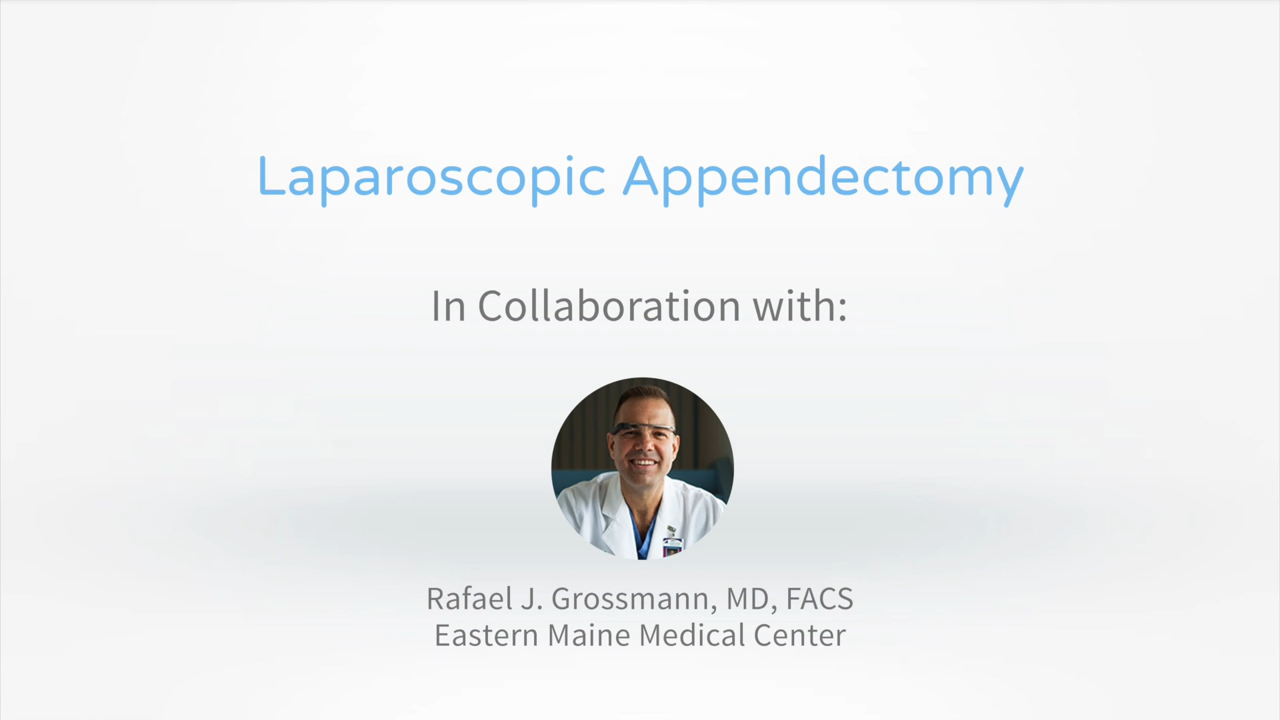 Laparoscopic Appendectomy
In Collaboration with:
Rafael J. Grossmann, MD, FACS
Eastern Maine Medical Center